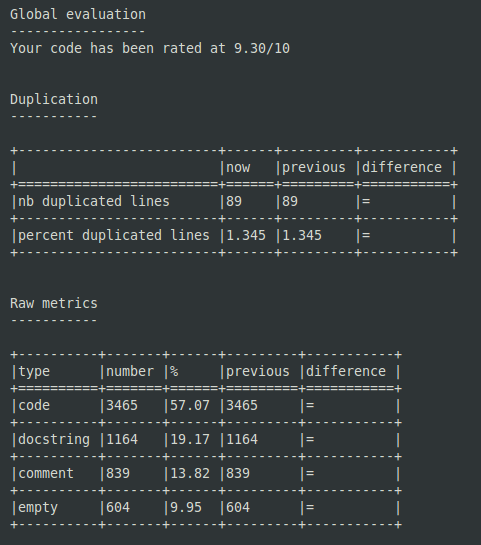 Global evaluation
-----------------
Your code has been rated at 9.30/10

Duplication
-----------

+-------------------------+------+---------+-----------+
|                         |now   |previous |difference |
+=========================+======+=========+===========+
|nb duplicated lines      |89    |89       |=          |
+-------------------------+------+---------+-----------+
|percent duplicated lines |1.345 |1.345    |=          |
+-------------------------+------+---------+-----------+

Raw metrics
-----------

+----------+-------+------+---------+-----------+
|type      |number |%     |previous |difference |
+==========+=======+======+=========+===========+
|code      |3465   |57.07 |3465     |=          |
+----------+-------+------+---------+-----------+
|docstring |1164   |19.17 |1164     |=          |
+----------+-------+------+---------+-----------+
|comment   |839    |13.82 |839      |=          |
+----------+-------+------+---------+-----------+
|empty     |604    |9.95  |604      |=          |
+----------+-------+------+---------+-----------+